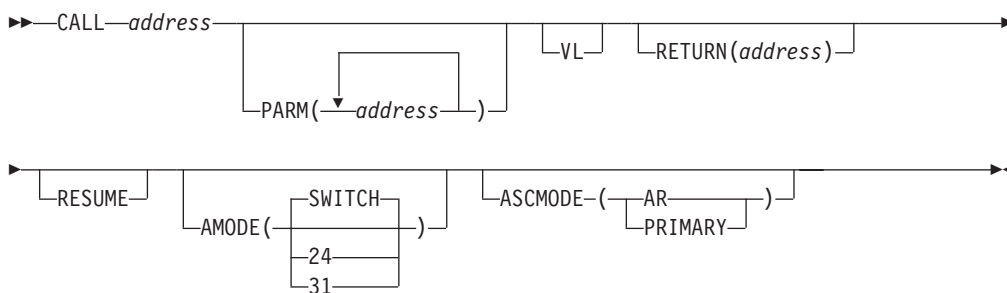 CALL address
VL
RETURN(address)
PARM( address )
RESUME
SWITCH
AMODE( )
24
31
ASCMODE ( AR )
PRIMARY